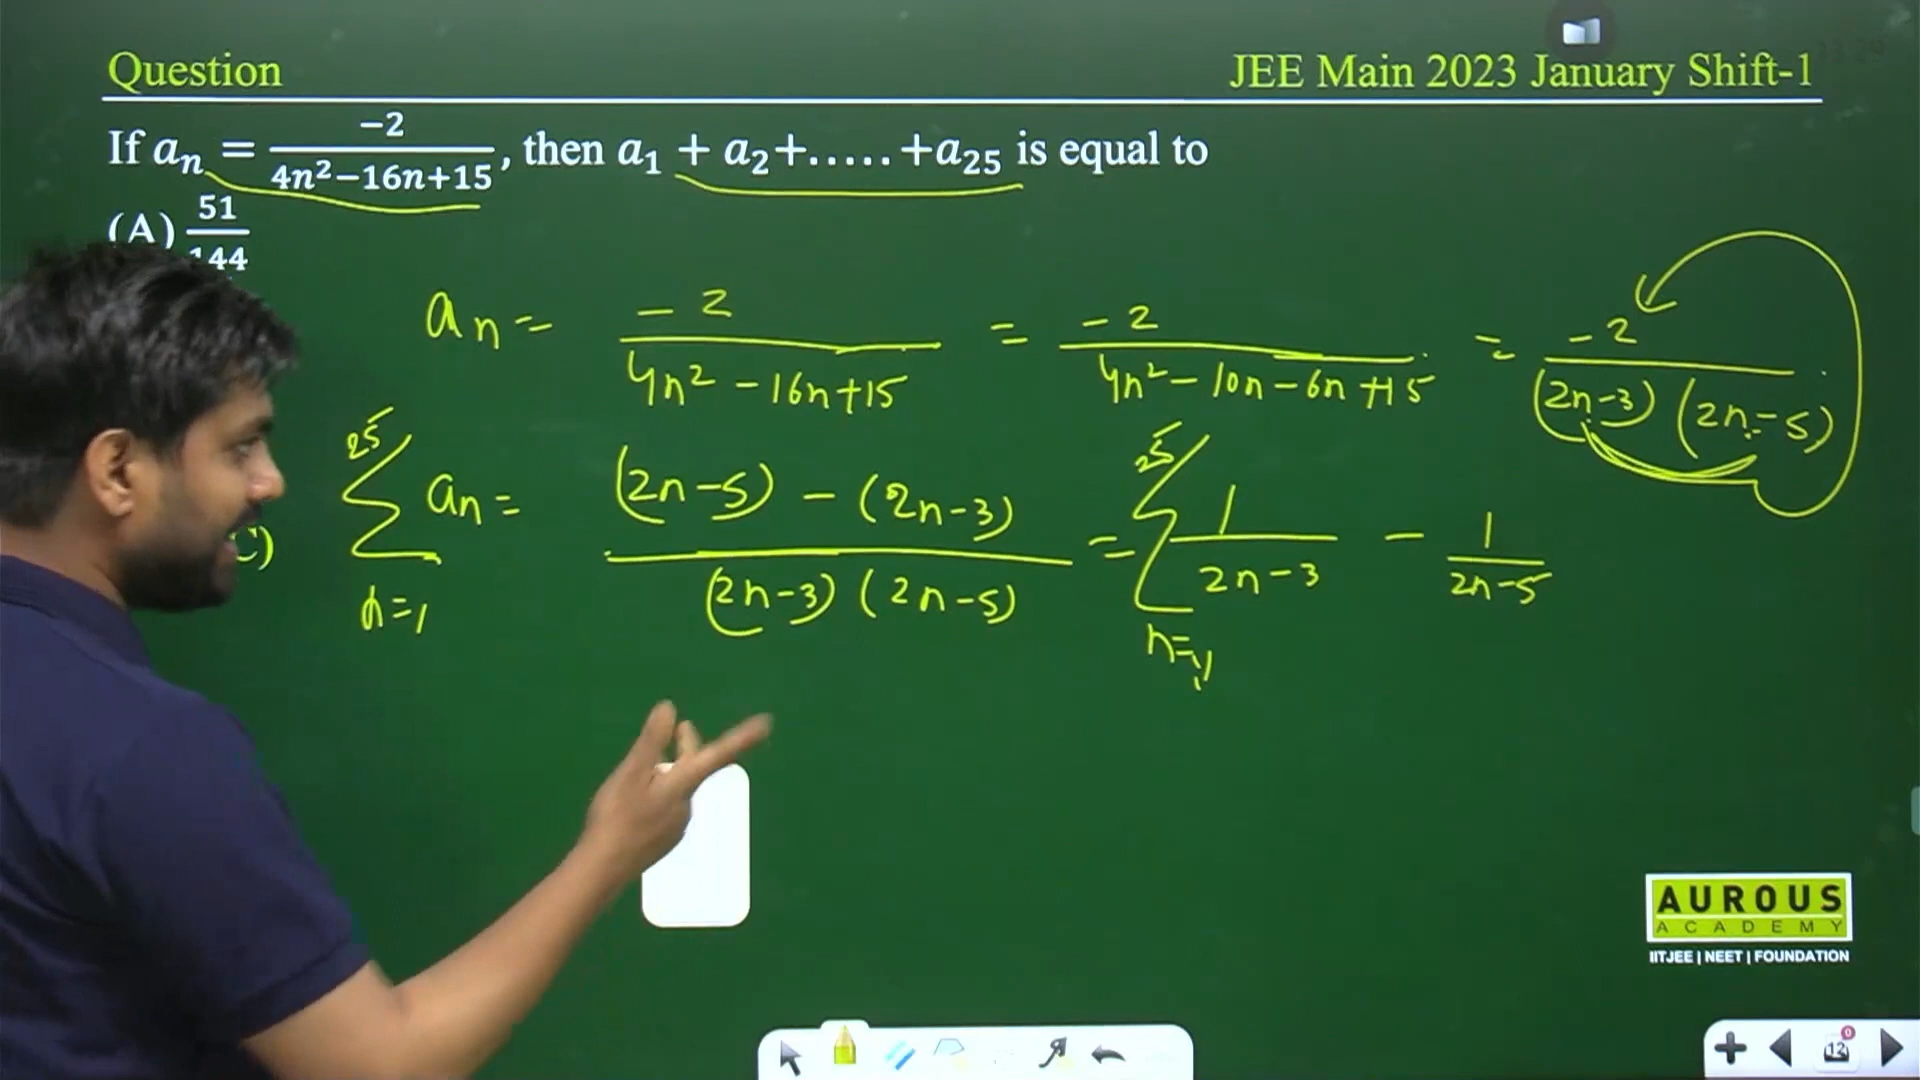 Question
JEE Main 2023 January Shift-1
If aₙ = -2/(4n²-16n+15), then a₁ + a₂+.....+a₂₅ is equal to
(A) 51/144
aₙ = -2/(4n²-16n+15) = -2/(4n²-10n-6n+15) = -2/((2n-3)(2n-5))
C)
25 ∑ n=1 aₙ = ((2n-5)-(2n-3))/((2n-3)(2n-5)) = 25 ∑ n=1 1/(2n-3) - 1/(2n-5)
AUROUS
ACADEMY
IITJEE | NEET | FOUNDATION
12
0